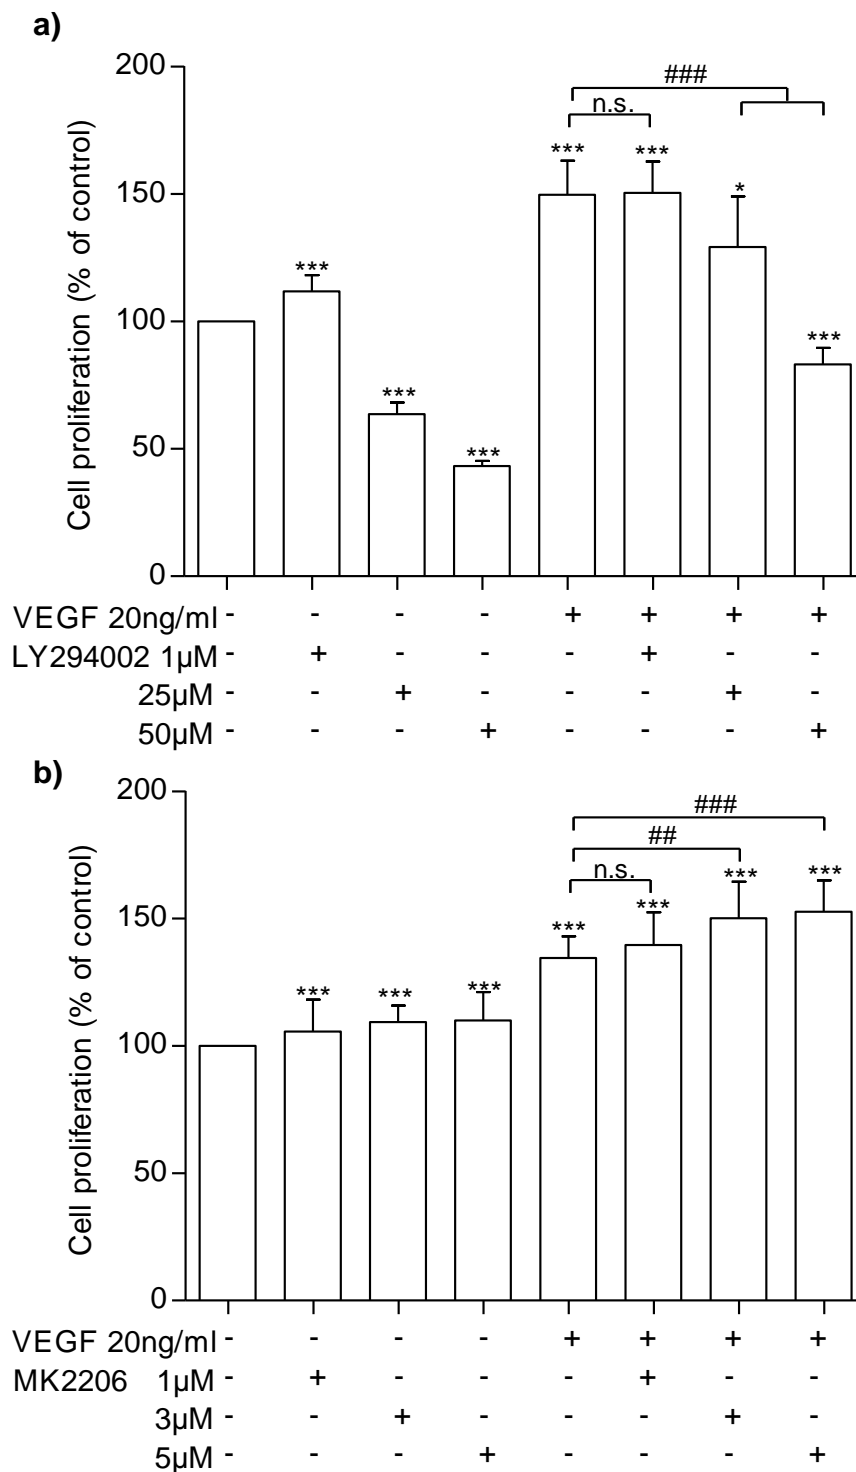 a)
Cell proliferation (% of control)
200
150
100
50
0
###
n.s.
*** *** *** *** *** * ***
VEGF 20ng/ml - - - - + + + +
LY294002 1µM - + - - - + - -
25µM - - + - - - + -
50µM - - - + - - - +
b)
Cell proliferation (% of control)
200
150
100
50
0
###
##
n.s.
*** *** *** *** *** *** ***
VEGF 20ng/ml - - - - + + + +
MK2206 1µM - + - - - + - -
3µM - - + - - - + -
5µM - - - + - - - +